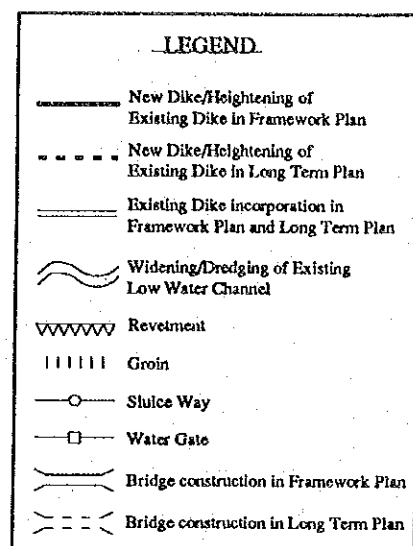 LEGEND
New Dike/Heightening of
Existing Dike in Framework Plan
New Dike/Heightening of
Existing Dike in Long Term Plan
Existing Dike incorporation in
Framework Plan and Long Term Plan
Widening/Dredging of Existing
Low Water Channel
Revetment
Groin
Sluice Way
Water Gate
Bridge construction in Framework Plan
Bridge construction in Long Term Plan